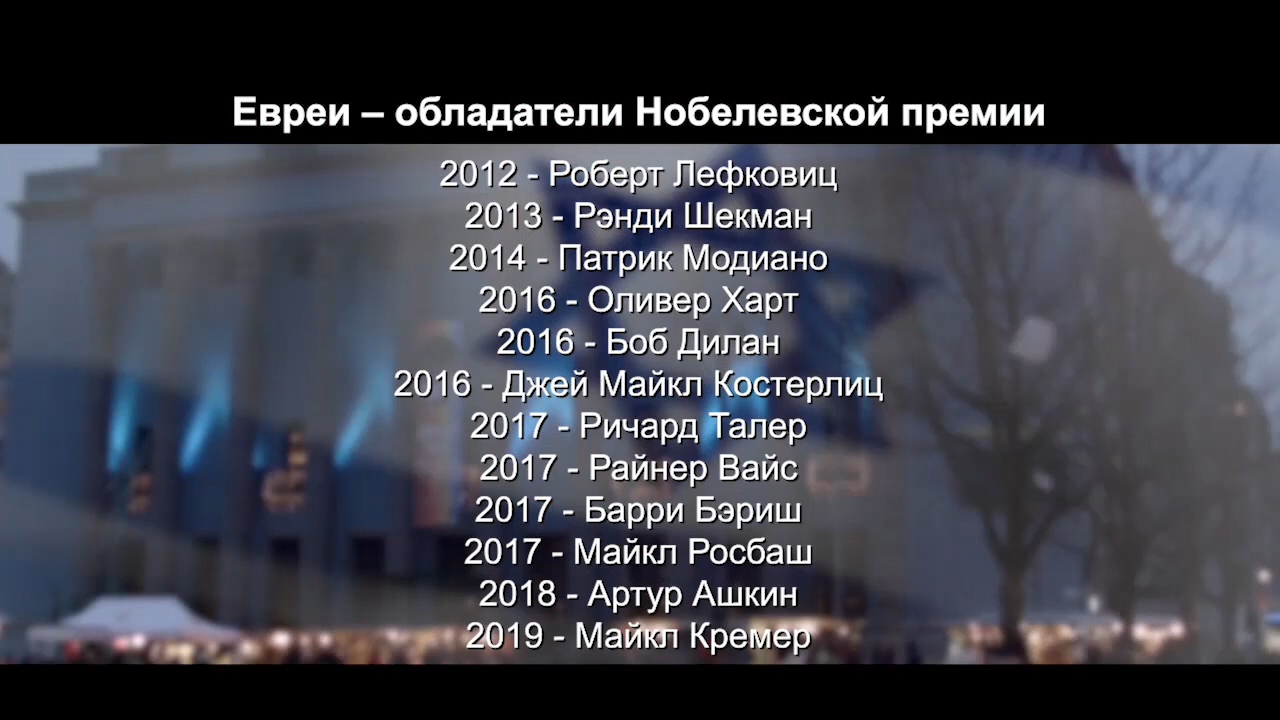 Евреи – обладатели Нобелевской премии
2012 - Роберт Лефковиц
2013 - Рэнди Шекман
2014 - Патрик Модиано
2016 - Оливер Харт
2016 - Боб Дилан
2016 - Джей Майкл Костерлиц
2017 - Ричард Талер
2017 - Райнер Вайс
2017 - Барри Бэриш
2017 - Майкл Росбаш
2018 - Артур Ашкин
2019 - Майкл Кремер